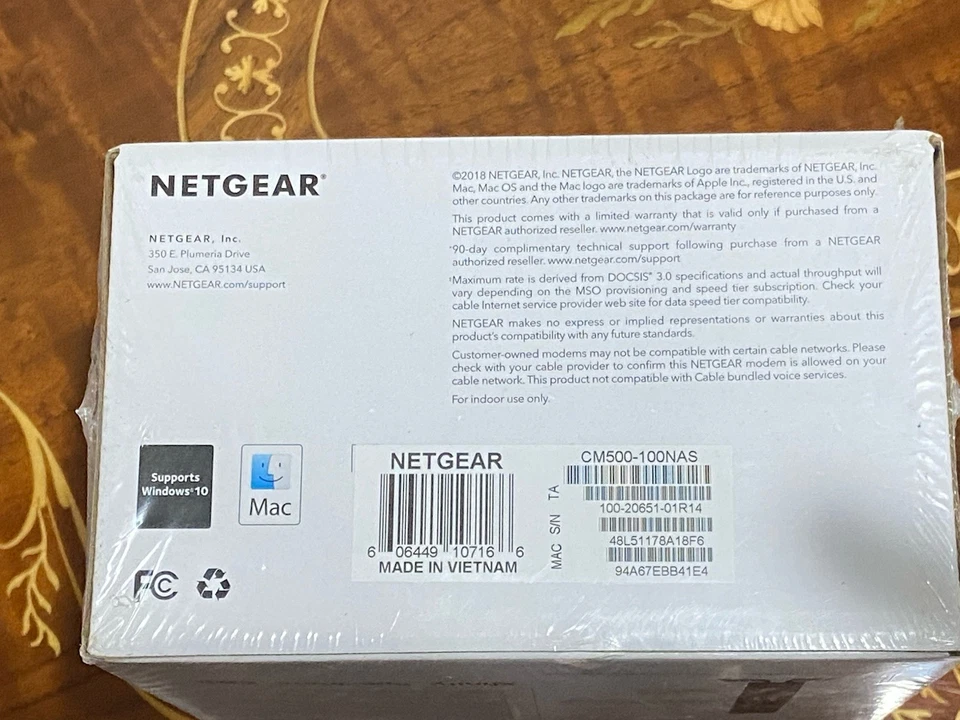 NETGEAR®
NETGEAR, Inc.
350 E. Plumeria Drive
San Jose, CA 95134 USA
www.NETGEAR.com/support
©2018 NETGEAR, Inc. NETGEAR, the NETGEAR Logo are trademarks of NETGEAR, Inc.
Mac, Mac OS and the Mac logo are trademarks of Apple Inc., registered in the U.S. and
other countries. Any other trademarks on this package are for reference purposes only.
This product comes with a limited warranty that is valid only if purchased from a
NETGEAR authorized reseller. www.netgear.com/warranty
*90-day complimentary technical support following purchase from a NETGEAR
authorized reseller. www.netgear.com/support
¹Maximum rate is derived from DOCSIS® 3.0 specifications and actual throughput will
vary depending on the MSO provisioning and speed tier subscription. Check your
cable Internet service provider web site for data speed tier compatibility.
NETGEAR makes no express or implied representations or warranties about this
product's compatibility with any future standards.
Customer-owned modems may not be compatible with certain cable networks. Please
check with your cable provider to confirm this NETGEAR modem is allowed on your
cable network. This product not compatible with Cable bundled voice services.
For indoor use only.
Supports
Windows® 10
Mac
FC
NETGEAR
6 06449 10716 6
MADE IN VIETNAM
CM500-100NAS
TA
100-20651-01R14
S/N
48L51178A18F6
MAC
94A67EBB41E4